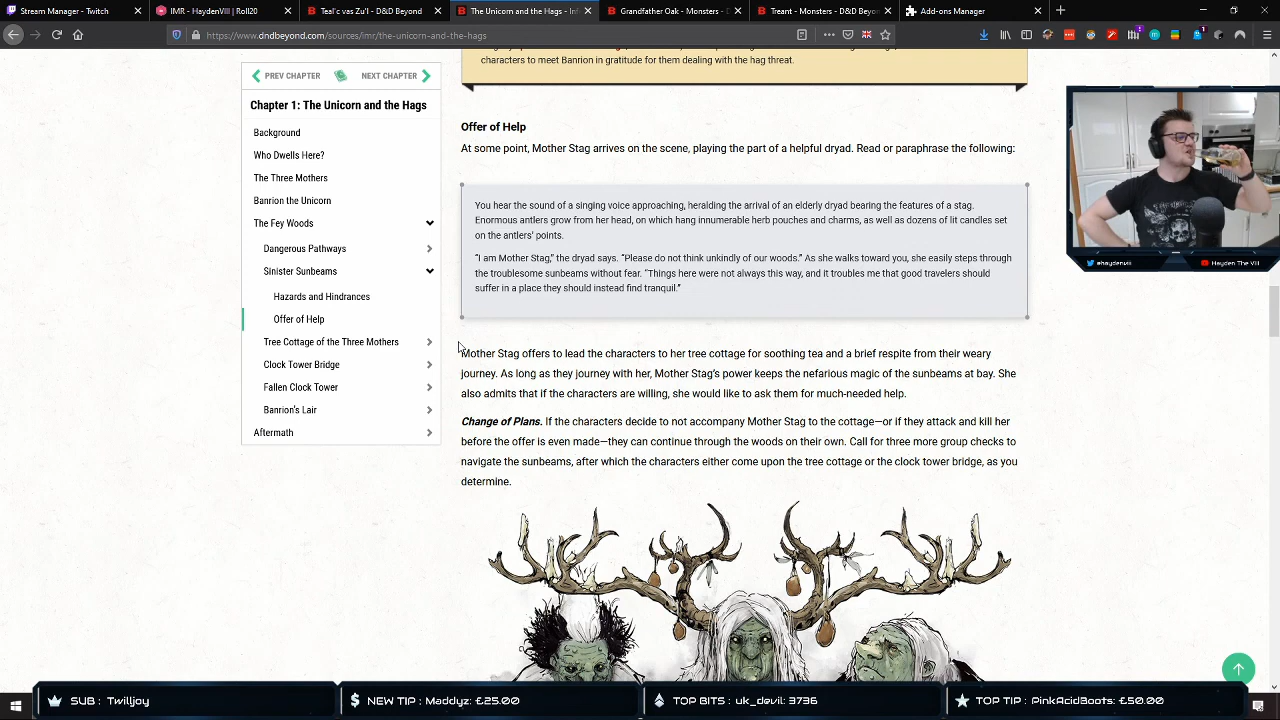 Stream Manager - Twitch
IMR - HaydenVill | Roll20
Teal'c vas Zu'l - D&D Beyond
The Unicorn and the Hags - Inf
Grandfather Oak - Monsters - D
Treant - Monsters - D&D Beyon
Add-ons Manager
https://www.dndbeyond.com/sources/imr/the-unicorn-and-the-hags
characters to meet Banrion in gratitude for them dealing with the hag threat.
PREV CHAPTER
NEXT CHAPTER
Chapter 1: The Unicorn and the Hags
Background
Who Dwells Here?
The Three Mothers
Banrion the Unicorn
The Fey Woods
Dangerous Pathways
Sinister Sunbeams
Hazards and Hindrances
Offer of Help
Tree Cottage of the Three Mothers
Clock Tower Bridge
Fallen Clock Tower
Banrion's Lair
Aftermath
Offer of Help
At some point, Mother Stag arrives on the scene, playing the part of a helpful dryad. Read or paraphrase the following:
You hear the sound of a singing voice approaching, heralding the arrival of an elderly dryad bearing the features of a stag.
Enormous antlers grow from her head, on which hang innumerable herb pouches and charms, as well as dozens of lit candles set
on the antlers' points.
“I am Mother Stag,” the dryad says. “Please do not think unkindly of our woods.” As she walks toward you, she easily steps through
the troublesome sunbeams without fear. “Things here were not always this way, and it troubles me that good travelers should
suffer in a place they should instead find tranquil.”
Mother Stag offers to lead the characters to her tree cottage for soothing tea and a brief respite from their weary
journey. As long as they journey with her, Mother Stag’s power keeps the nefarious magic of the sunbeams at bay. She
also admits that if the characters are willing, she would like to ask them for much-needed help.
Change of Plans. If the characters decide to not accompany Mother Stag to the cottage—or if they attack and kill her
before the offer is even made—they can continue through the woods on their own. Call for three more group checks to
navigate the sunbeams, after which the characters either come upon the tree cottage or the clock tower bridge, as you
determine.
ehaydenviii
Hayden The VIII
SUB : Twilljoy
NEW TIP : Maddyz: £25.00
TOP BITS : uk_devil: 3736
TOP TIP : PinkAcidBoots: £50.00